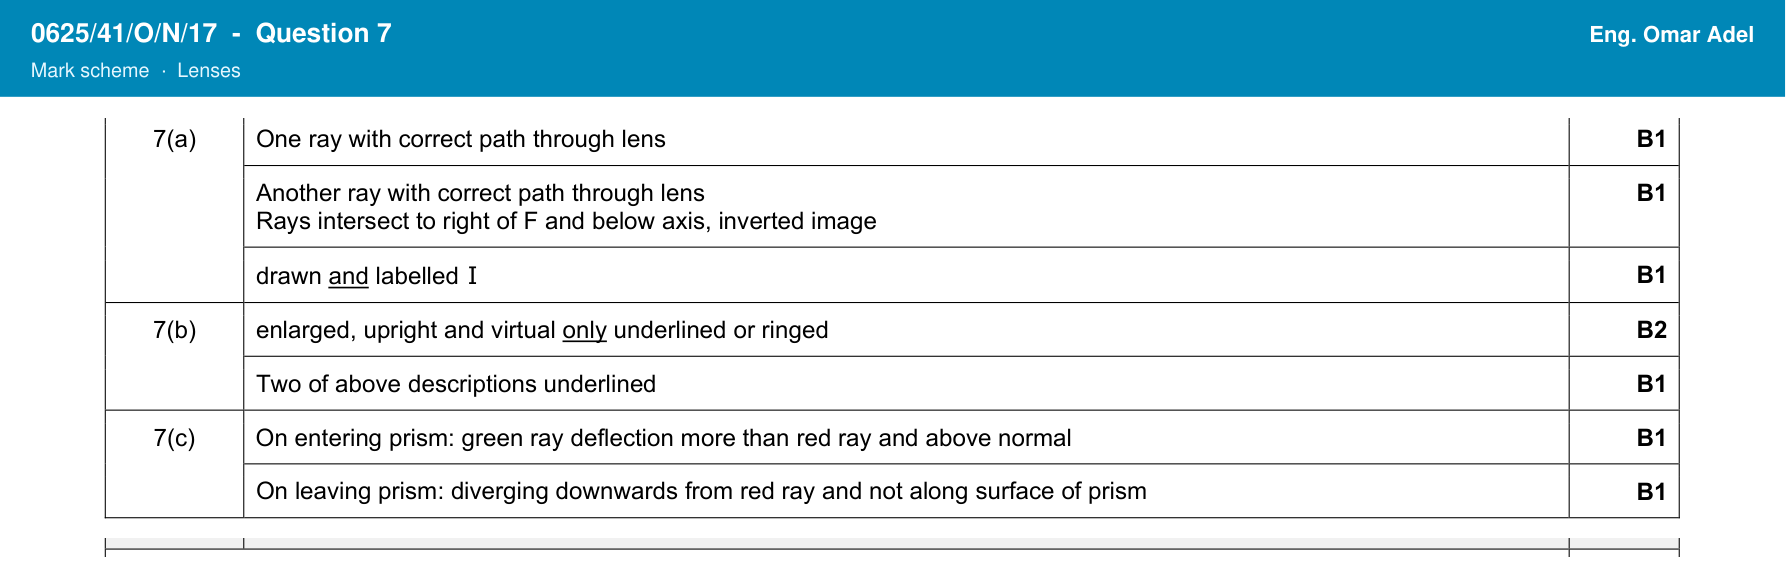 0625/41/O/N/17 - Question 7
Eng. Omar Adel
Mark scheme · Lenses
7(a) One ray with correct path through lens B1
Another ray with correct path through lens B1
Rays intersect to right of F and below axis, inverted image
drawn and labelled I B1
7(b) enlarged, upright and virtual only underlined or ringed B2
Two of above descriptions underlined B1
7(c) On entering prism: green ray deflection more than red ray and above normal B1
On leaving prism: diverging downwards from red ray and not along surface of prism B1